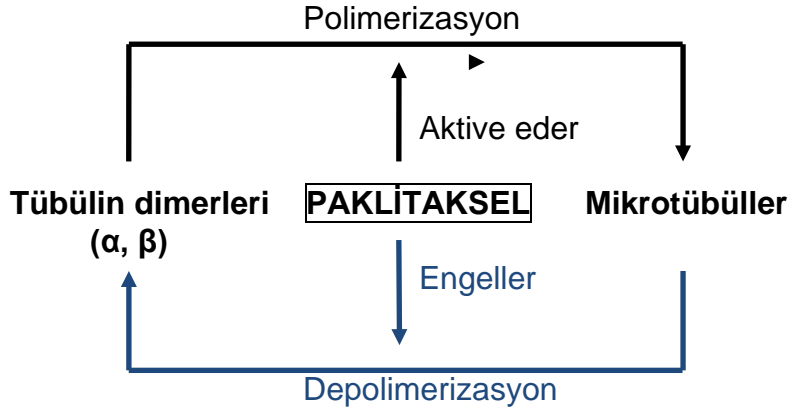 Polimerizasyon
Aktive eder
Tübülin dimerleri
(α, β)
PAKLİTAKSEL
Mikrotübüller
Engeller
Depolimerizasyon